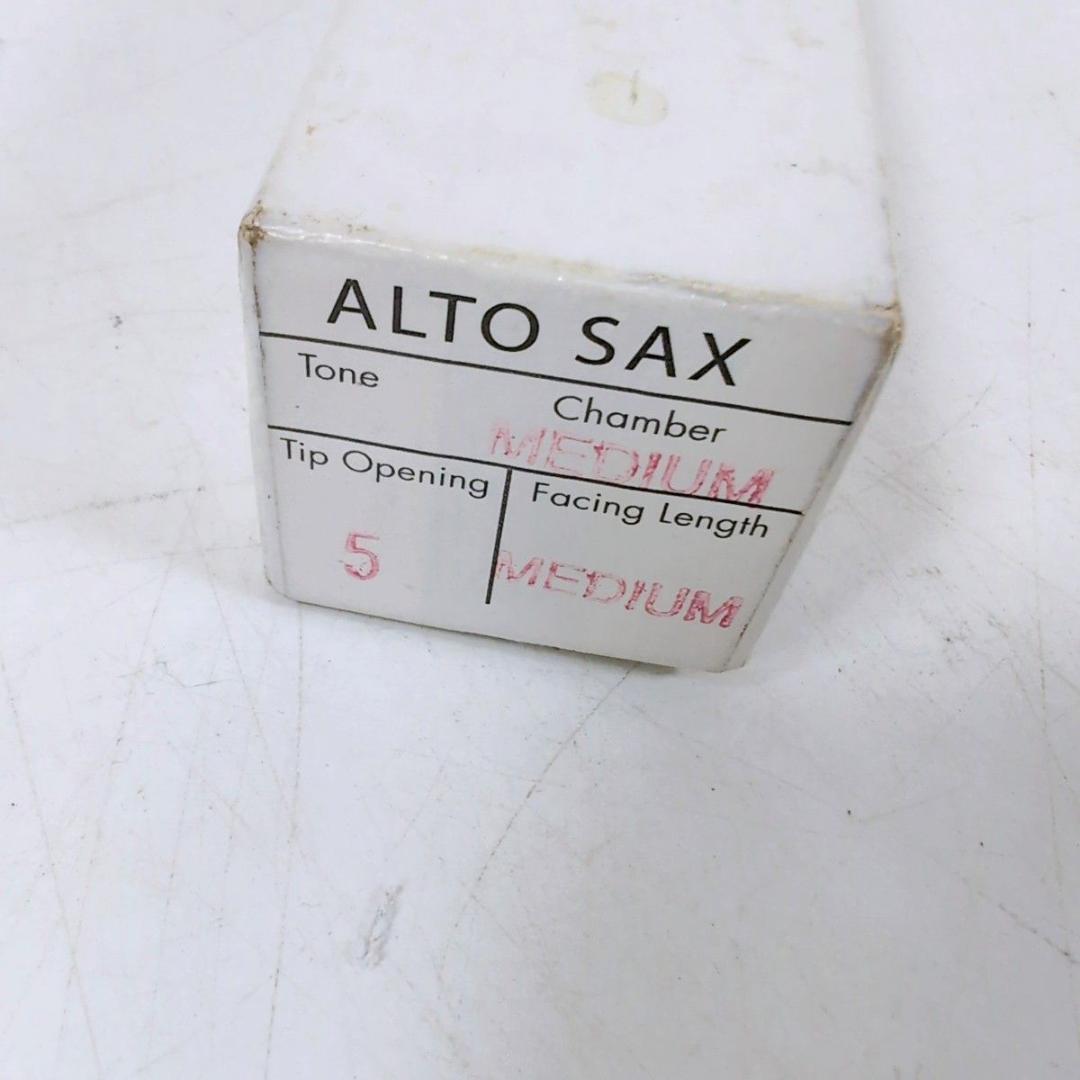 ALTO SAX
Tone
Chamber
MEDIUM
Tip Opening
Facing Length
5
MEDIUM